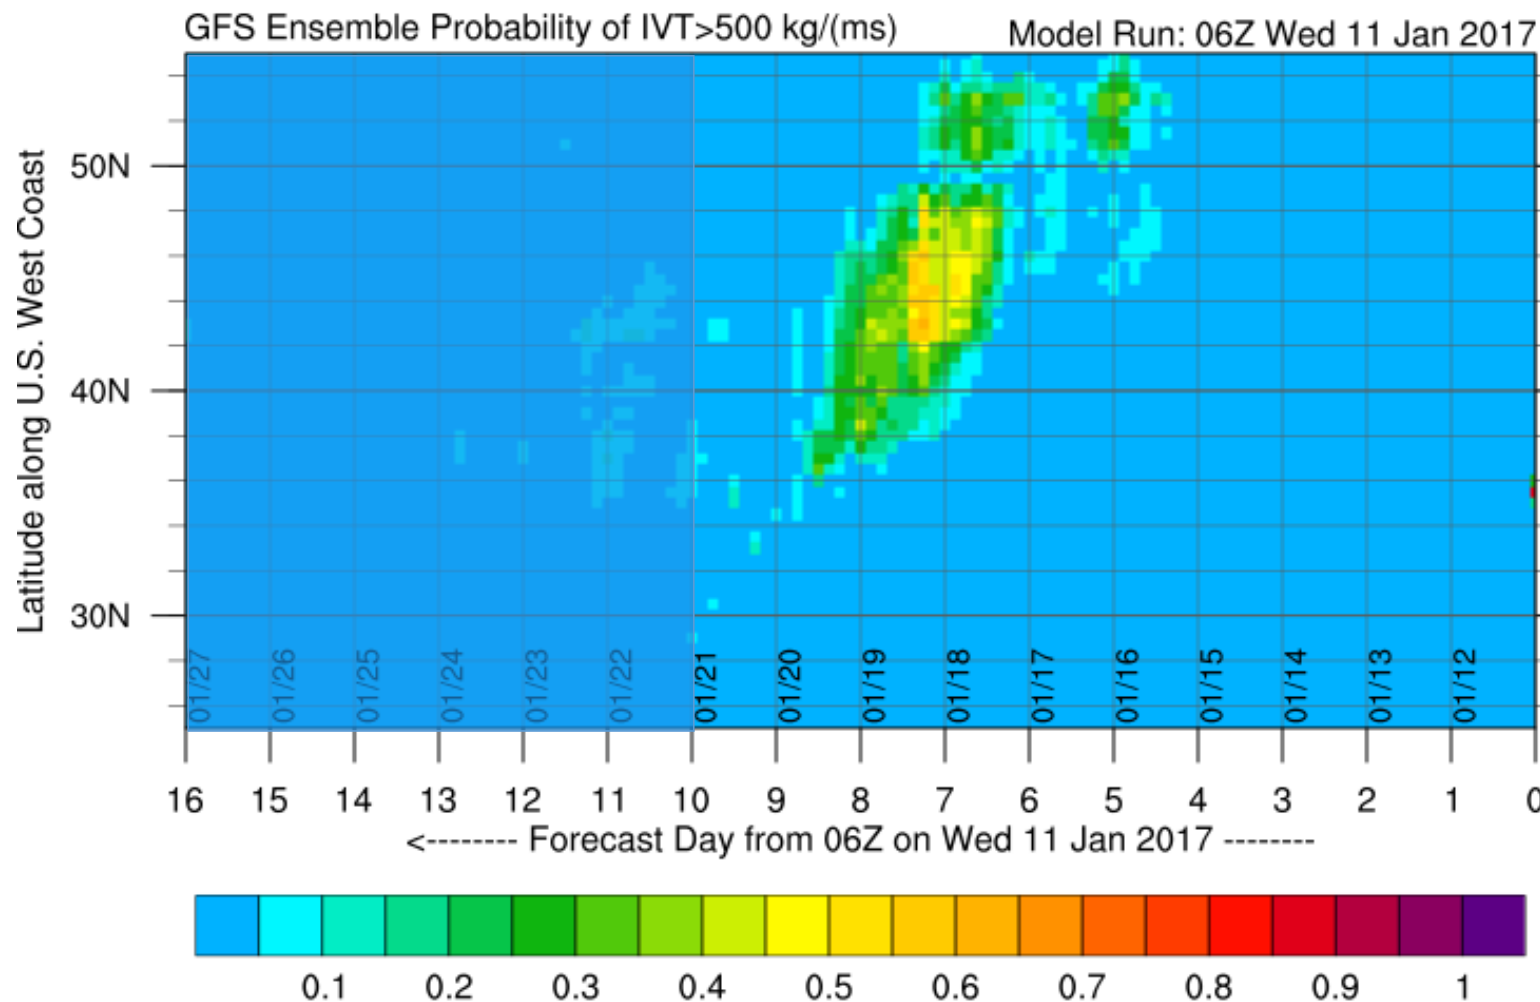 GFS Ensemble Probability of IVT>500 kg/(ms)
Model Run: 06Z Wed 11 Jan 2017
Latitude along U.S. West Coast
50N
40N
30N
01/27 01/26 01/25 01/24 01/23 01/22 01/21 01/20 01/19 01/18 01/17 01/16 01/15 01/14 01/13 01/12
16 15 14 13 12 11 10 9 8 7 6 5 4 3 2 1 0
<-------- Forecast Day from 06Z on Wed 11 Jan 2017 --------
0.1 0.2 0.3 0.4 0.5 0.6 0.7 0.8 0.9 1